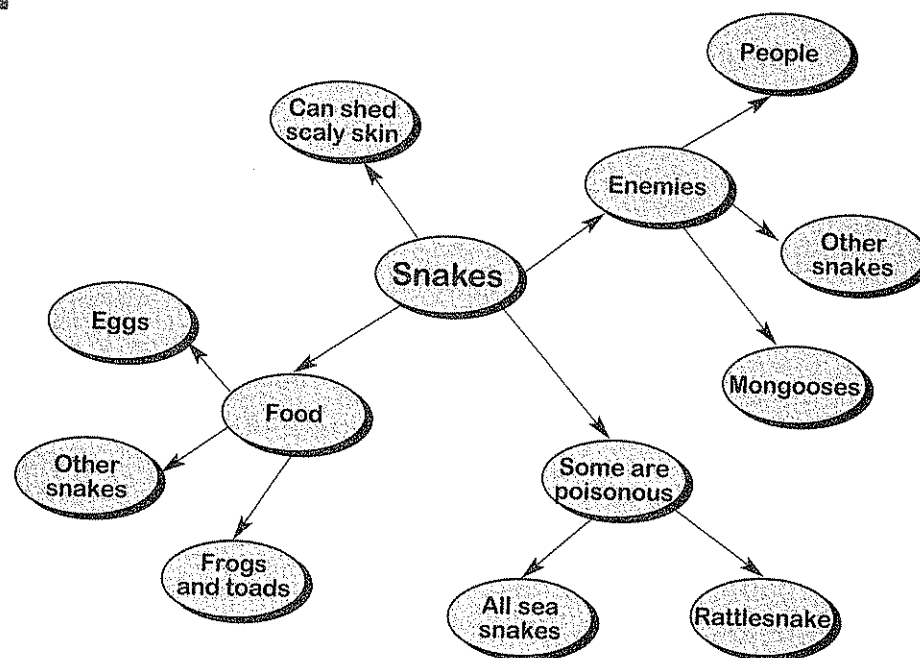 People
Can shed
scaly skin
Enemies
Other
snakes
Snakes
Eggs
Mongooses
Food
Other
snakes
Some are
poisonous
Frogs
and toads
All sea
snakes
Rattlesnake